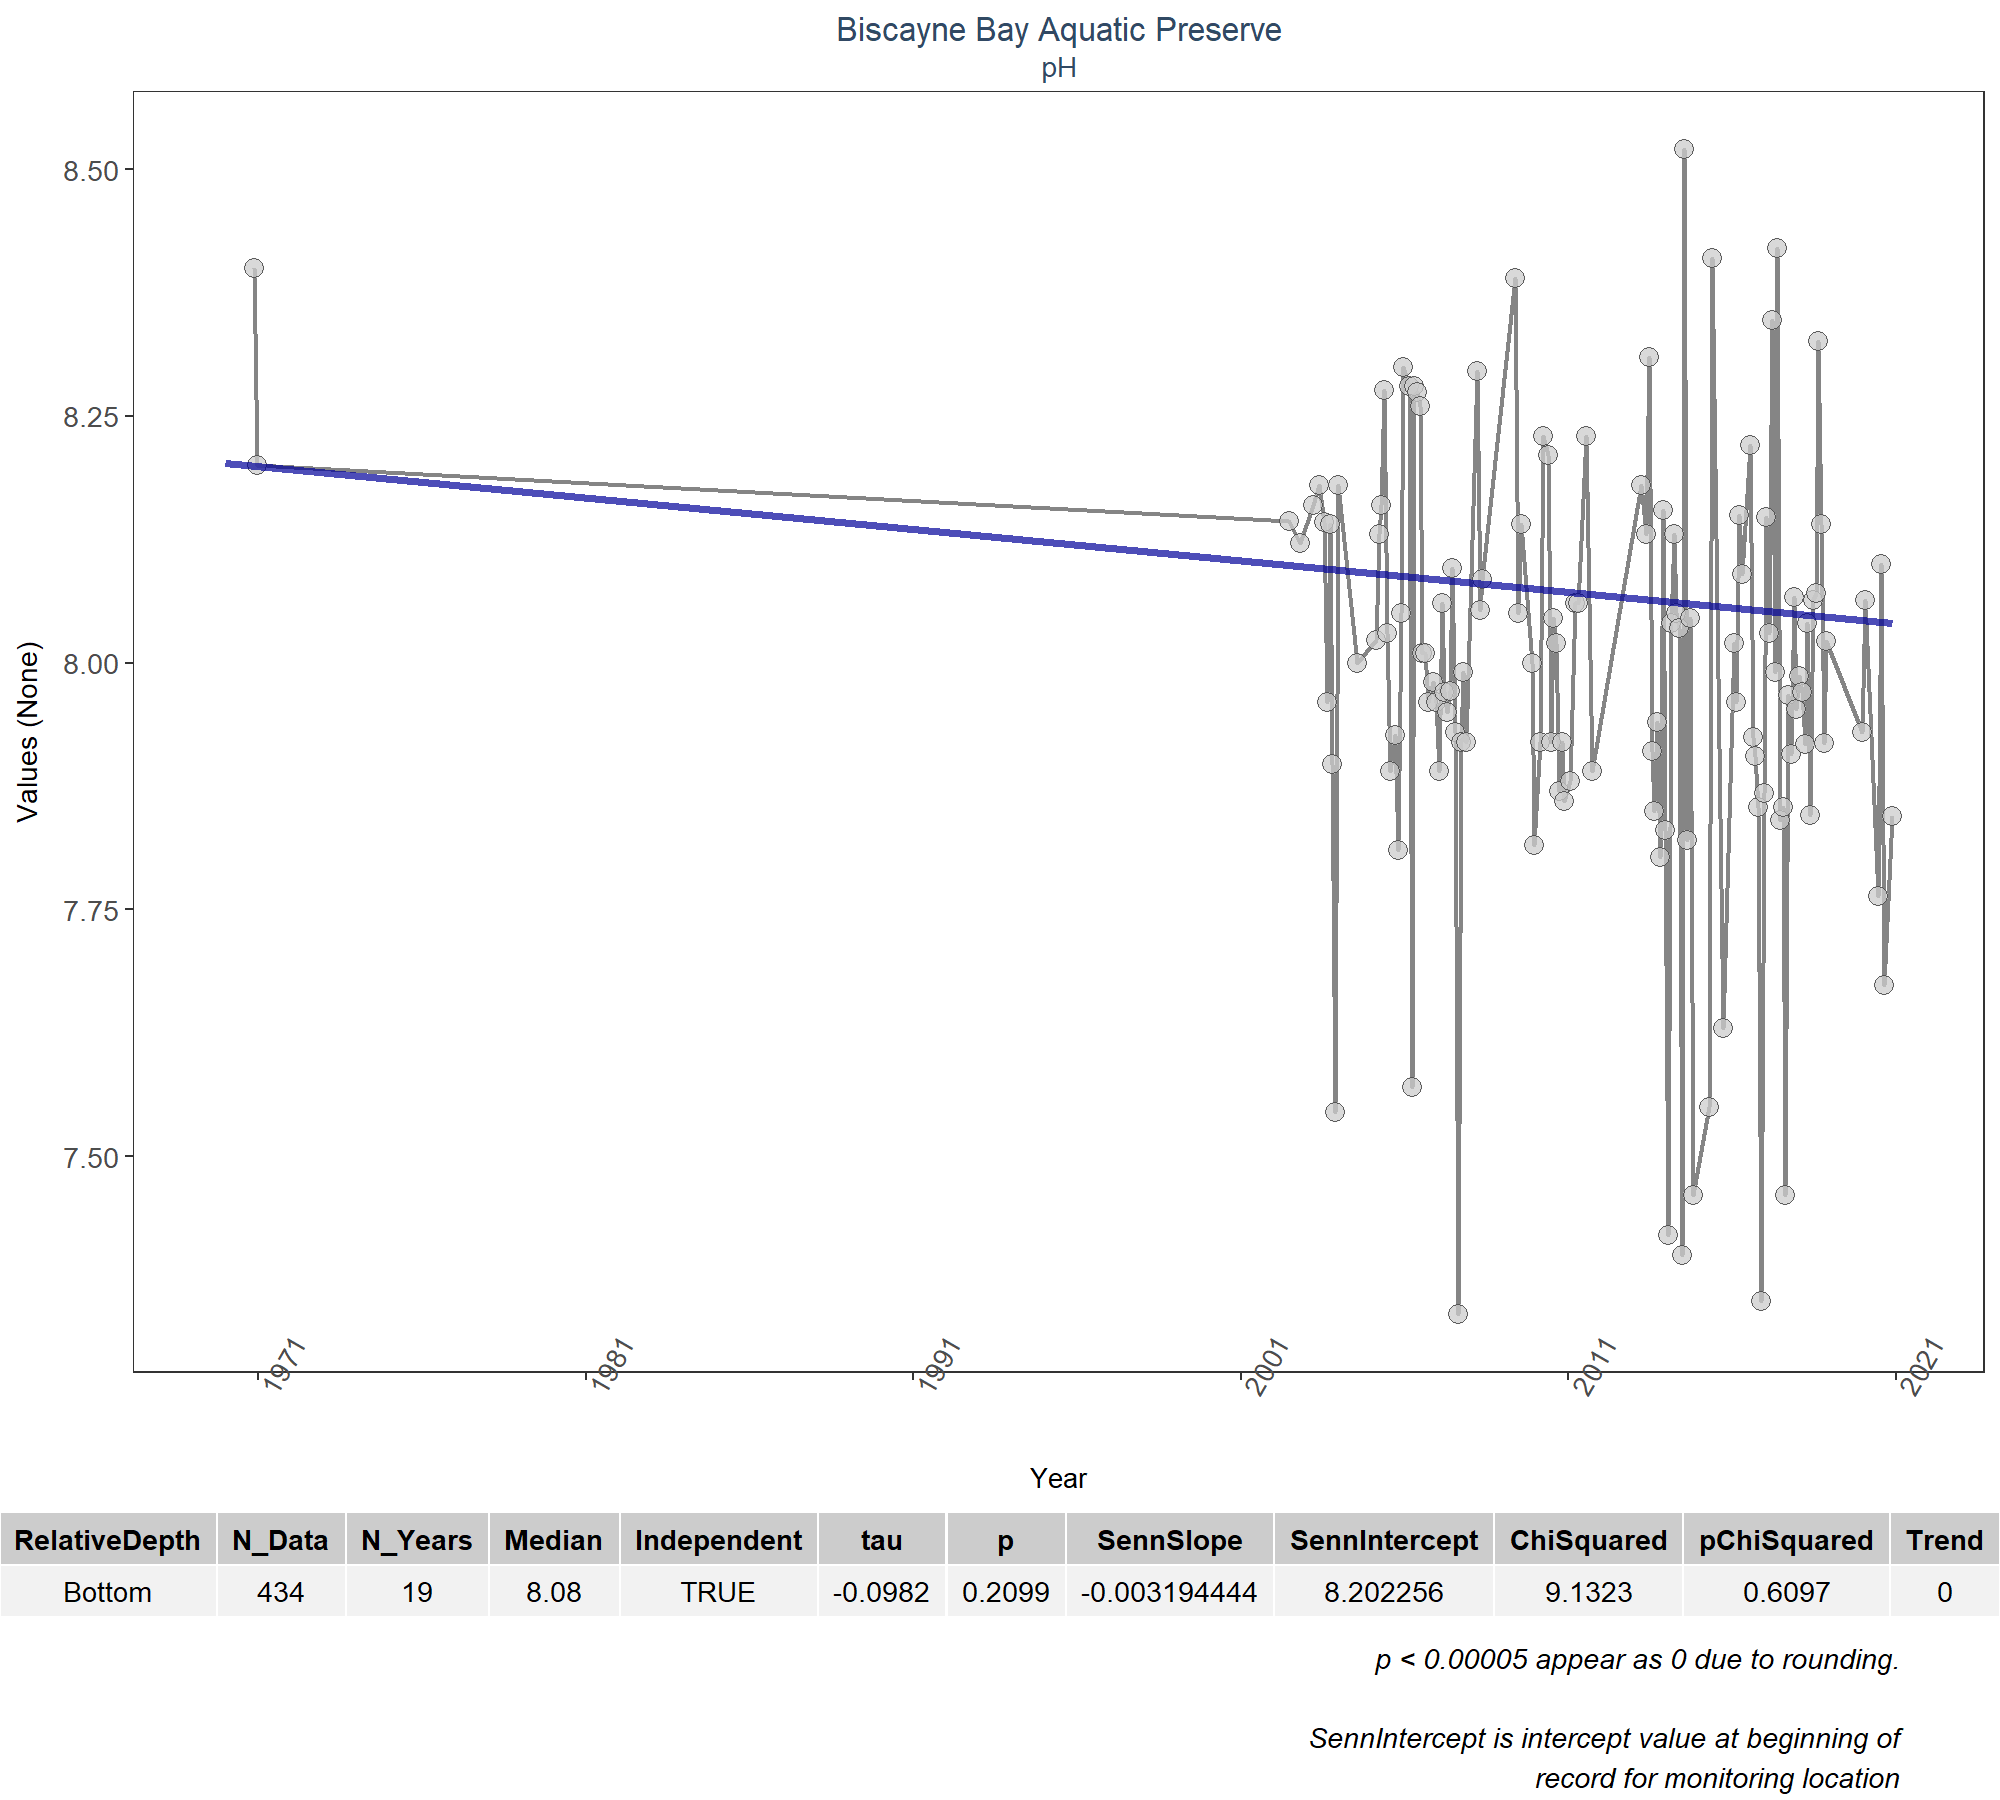 Biscayne Bay Aquatic Preserve
pH
8.50
8.25
8.00
7.75
7.50
Values (None)
1971
1981
1991
2001
2011
2021
Year
RelativeDepth N_Data N_Years Median Independent tau p SennSlope SennIntercept ChiSquared pChiSquared Trend
Bottom 434 19 8.08 TRUE -0.0982 0.2099 -0.003194444 8.202256 9.1323 0.6097 0
p < 0.00005 appear as 0 due to rounding.
SennIntercept is intercept value at beginning of
record for monitoring location